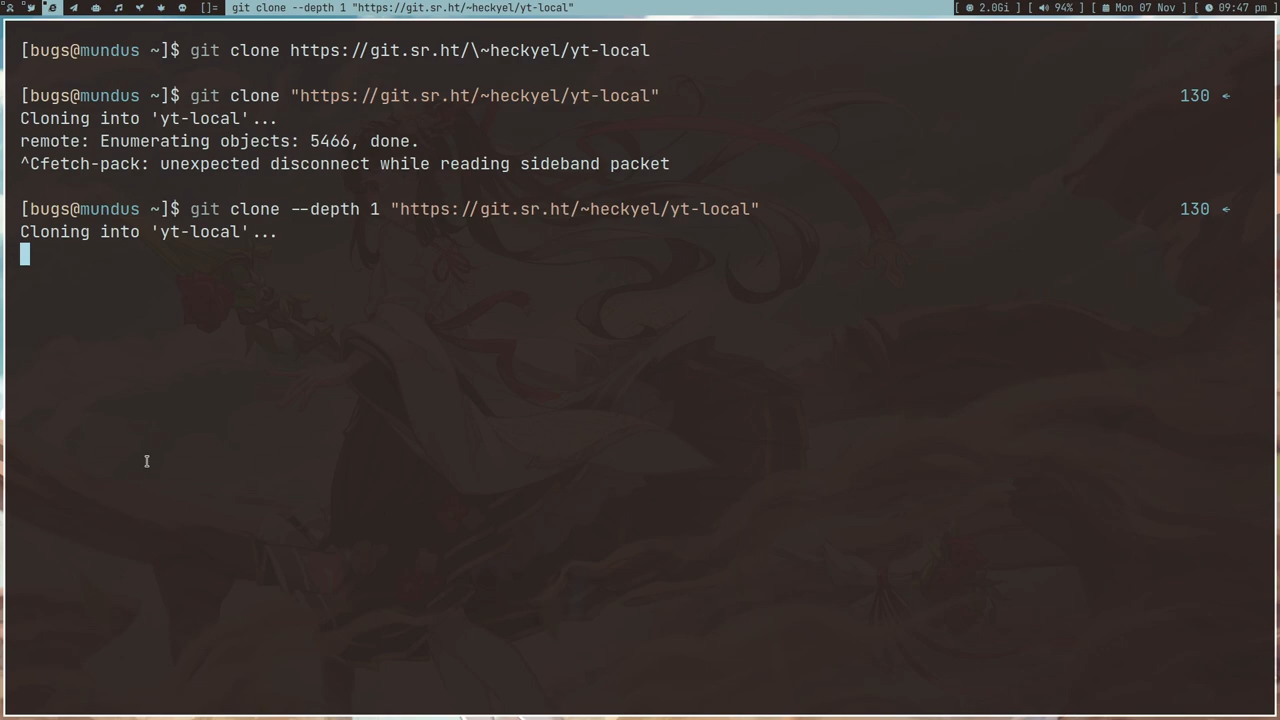 []= git clone --depth 1 "https://git.sr.ht/~heckyel/yt-local" [ 2.0Gi ] [ 94% ] [ Mon 07 Nov ] [ 09:47 pm ]
[bugs@mundus ~]$ git clone https://git.sr.ht/\~heckyel/yt-local
[bugs@mundus ~]$ git clone "https://git.sr.ht/~heckyel/yt-local" 130 ←
Cloning into 'yt-local'...
remote: Enumerating objects: 5466, done.
^Cfetch-pack: unexpected disconnect while reading sideband packet
[bugs@mundus ~]$ git clone --depth 1 "https://git.sr.ht/~heckyel/yt-local" 130 ←
Cloning into 'yt-local'...